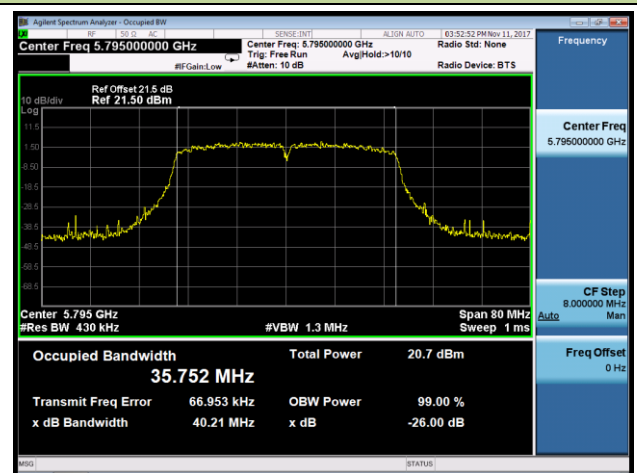 Agilent Spectrum Analyzer - Occupied BW
RF 50 Ω AC SENSE:INT ALIGN AUTO 03:52:52 PM Nov 11, 2017
Center Freq 5.795000000 GHz
Center Freq: 5.795000000 GHz Radio Std: None
Trig: Free Run Avg|Hold:>10/10
#IFGain:Low #Atten: 10 dB Radio Device: BTS
Ref Offset 21.5 dB
10 dB/div Ref 21.50 dBm
Log
11.5
1.50
-8.50
-18.5
-28.5
-38.5
-48.5
-58.5
-68.5
Center 5.795 GHz Span 80 MHz
#Res BW 430 kHz #VBW 1.3 MHz Sweep 1 ms
Occupied Bandwidth Total Power 20.7 dBm
35.752 MHz
Transmit Freq Error 66.953 kHz OBW Power 99.00 %
x dB Bandwidth 40.21 MHz x dB -26.00 dB
MSG STATUS
Frequency
Center Freq
5.795000000 GHz
CF Step
8.000000 MHz
Auto Man
Freq Offset
0 Hz